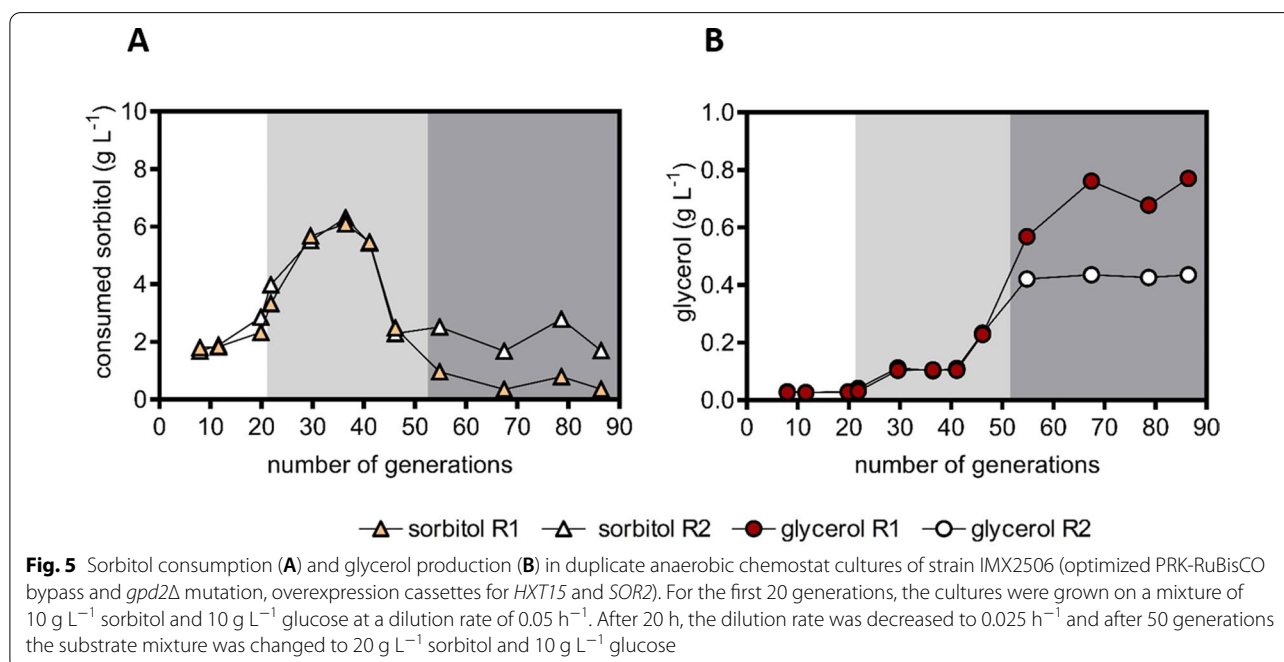 A
B
10
8
6
4
2
0
consumed sorbitol (g L⁻¹)
0 10 20 30 40 50 60 70 80 90
number of generations
1.0
0.8
0.6
0.4
0.2
0.0
glycerol (g L⁻¹)
0 10 20 30 40 50 60 70 80 90
number of generations
sorbitol R1 sorbitol R2 glycerol R1 glycerol R2
Fig. 5 Sorbitol consumption (A) and glycerol production (B) in duplicate anaerobic chemostat cultures of strain IMX2506 (optimized PRK-RuBisCO
bypass and gpd2Δ mutation, overexpression cassettes for HXT15 and SOR2). For the first 20 generations, the cultures were grown on a mixture of
10 g L⁻¹ sorbitol and 10 g L⁻¹ glucose at a dilution rate of 0.05 h⁻¹. After 20 h, the dilution rate was decreased to 0.025 h⁻¹ and after 50 generations
the substrate mixture was changed to 20 g L⁻¹ sorbitol and 10 g L⁻¹ glucose